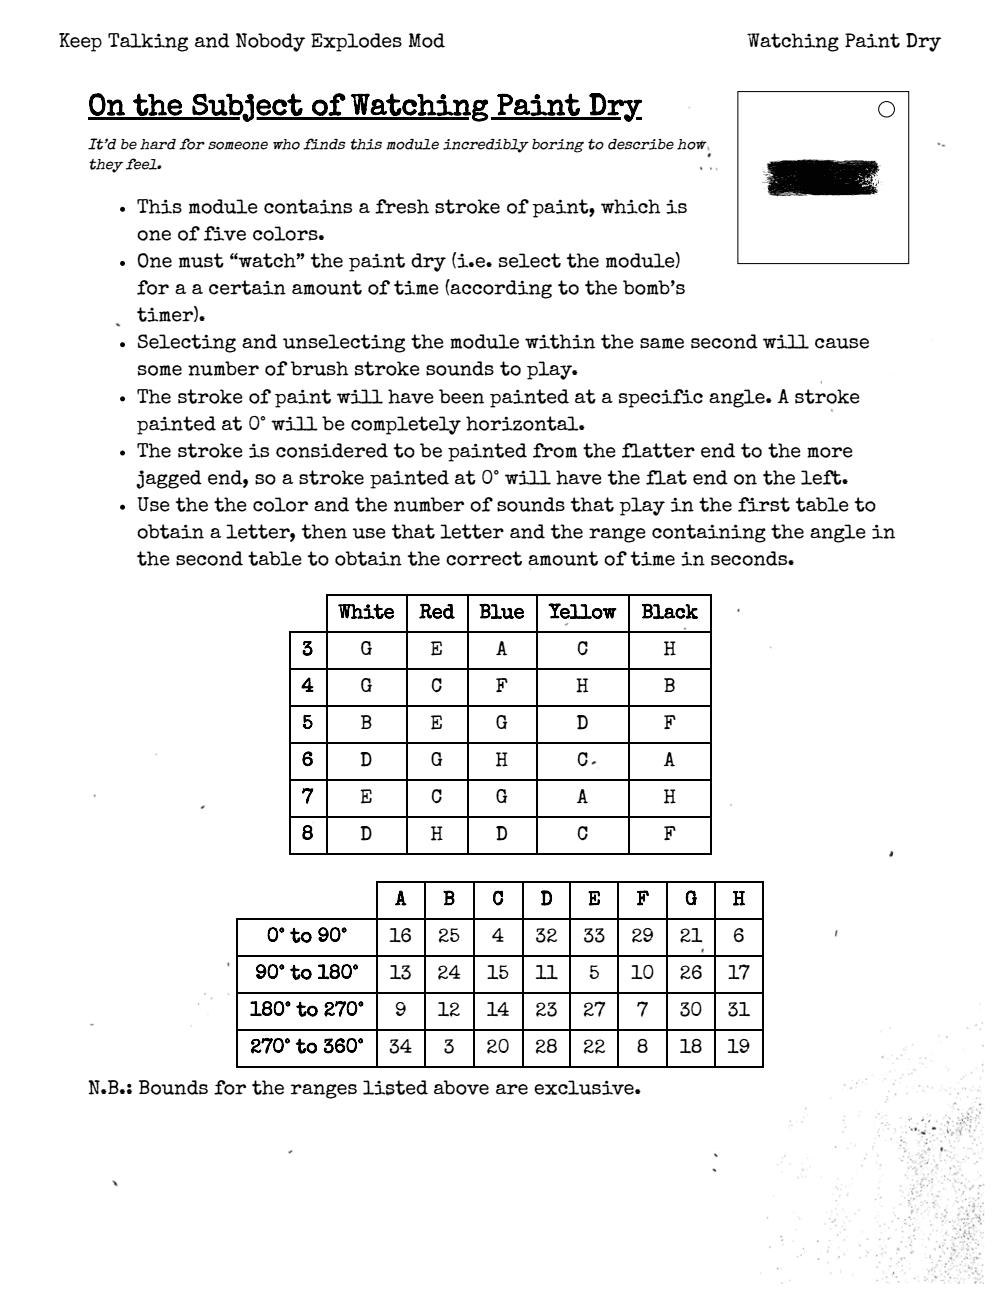 Keep Talking and Nobody Explodes Mod Watching Paint Dry
On the Subject of Watching Paint Dry
It'd be hard for someone who finds this module incredibly boring to describe how
they feel.
• This module contains a fresh stroke of paint, which is
one of five colors.
• One must “watch” the paint dry (i.e. select the module)
for a a certain amount of time (according to the bomb's
timer).
• Selecting and unselecting the module within the same second will cause
some number of brush stroke sounds to play.
• The stroke of paint will have been painted at a specific angle. A stroke
painted at 0° will be completely horizontal.
• The stroke is considered to be painted from the flatter end to the more
jagged end, so a stroke painted at 0° will have the flat end on the left.
• Use the the color and the number of sounds that play in the first table to
obtain a letter, then use that letter and the range containing the angle in
the second table to obtain the correct amount of time in seconds.
White Red Blue Yellow Black
3 G E A C H
4 G C F H B
5 B E G D F
6 D G H C A
7 E C G A H
8 D H D C F
A B C D E F G H
0° to 90° 16 25 4 32 33 29 21 6
90° to 180° 13 24 15 11 5 10 26 17
180° to 270° 9 12 14 23 27 7 30 31
270° to 360° 34 3 20 28 22 8 18 19
N.B.: Bounds for the ranges listed above are exclusive.